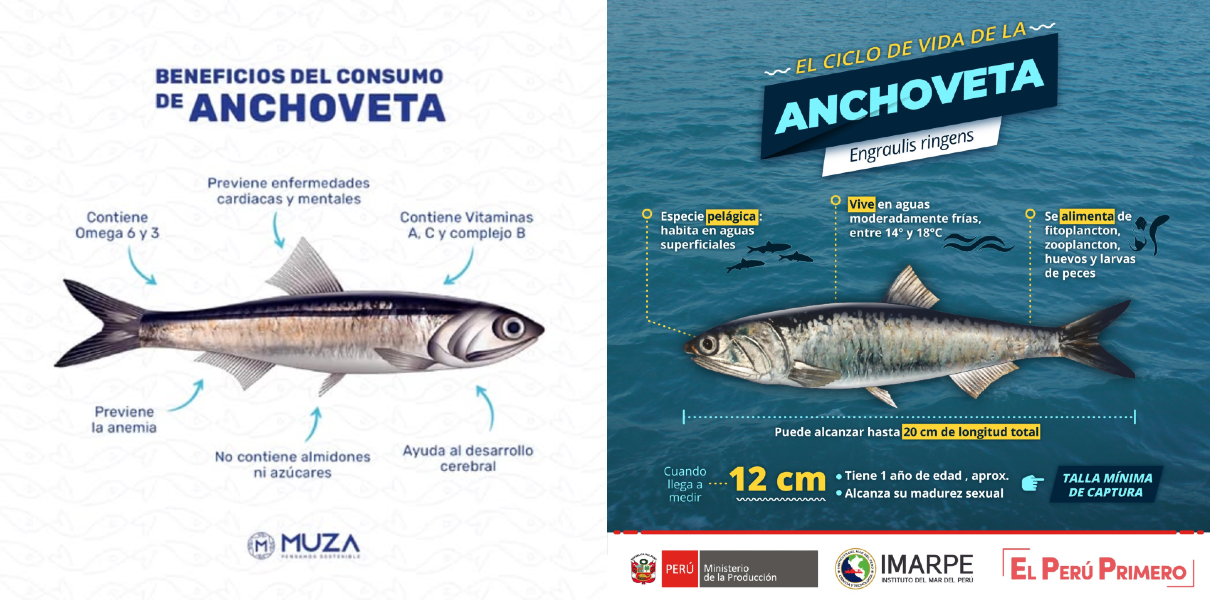 BENEFICIOS DEL CONSUMO
DE ANCHOVETA
Previene enfermedades
cardiacas y mentales
Contiene
Omega 6 y 3
Contiene Vitaminas
A, C y complejo B
Previene
la anemia
No contiene almidones
ni azúcares
Ayuda al desarrollo
cerebral
M
MUZA
PENSANDO SOSTENIBLE
EL CICLO DE VIDA DE LA
ANCHOVETA
Engraulis ringens
Especie pelágica:
habita en aguas
superficiales
Vive en aguas
moderadamente frías,
entre 14° y 18°C
Se alimenta de
fitoplancton,
zooplancton,
huevos y larvas
de peces
Puede alcanzar hasta 20 cm de longitud total
Cuando
llega a
medir
12 cm
• Tiene 1 año de edad , aprox.
• Alcanza su madurez sexual
TALLA MÍNIMA
DE CAPTURA
PERÚ
Ministerio
de la Producción
IMARPE
INSTITUTO DEL MAR DEL PERÚ
EL PERÚ PRIMERO